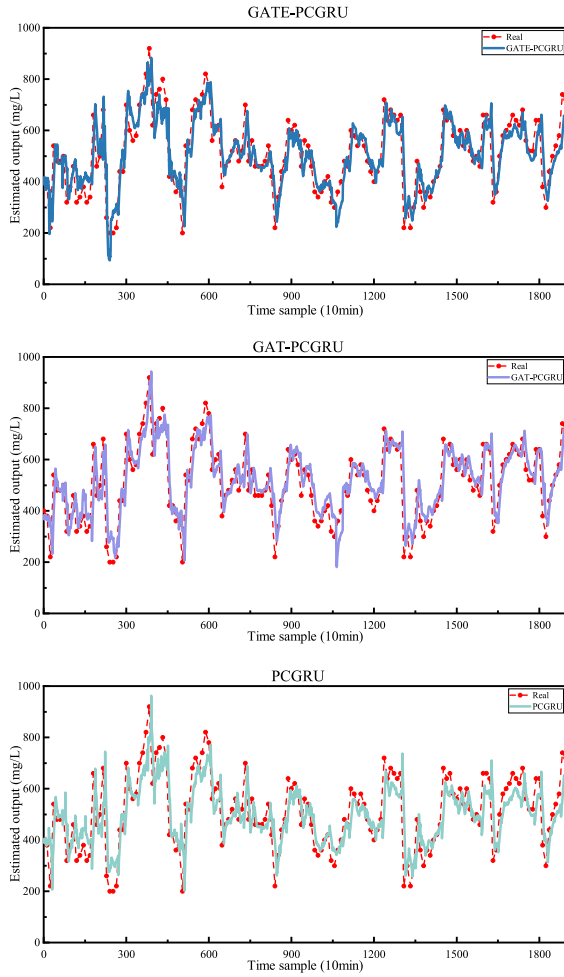 GATE-PCGRU
Real
GATE-PCGRU
1000
800
600
400
200
0
Estimated output (mg/L)
0 300 600 900 1200 1500 1800
Time sample (10min)
GAT-PCGRU
Real
GAT-PCGRU
1000
800
600
400
200
0
Estimated output (mg/L)
0 300 600 900 1200 1500 1800
Time sample (10min)
PCGRU
Real
PCGRU
1000
800
600
400
200
0
Estimated output (mg/L)
0 300 600 900 1200 1500 1800
Time sample (10min)